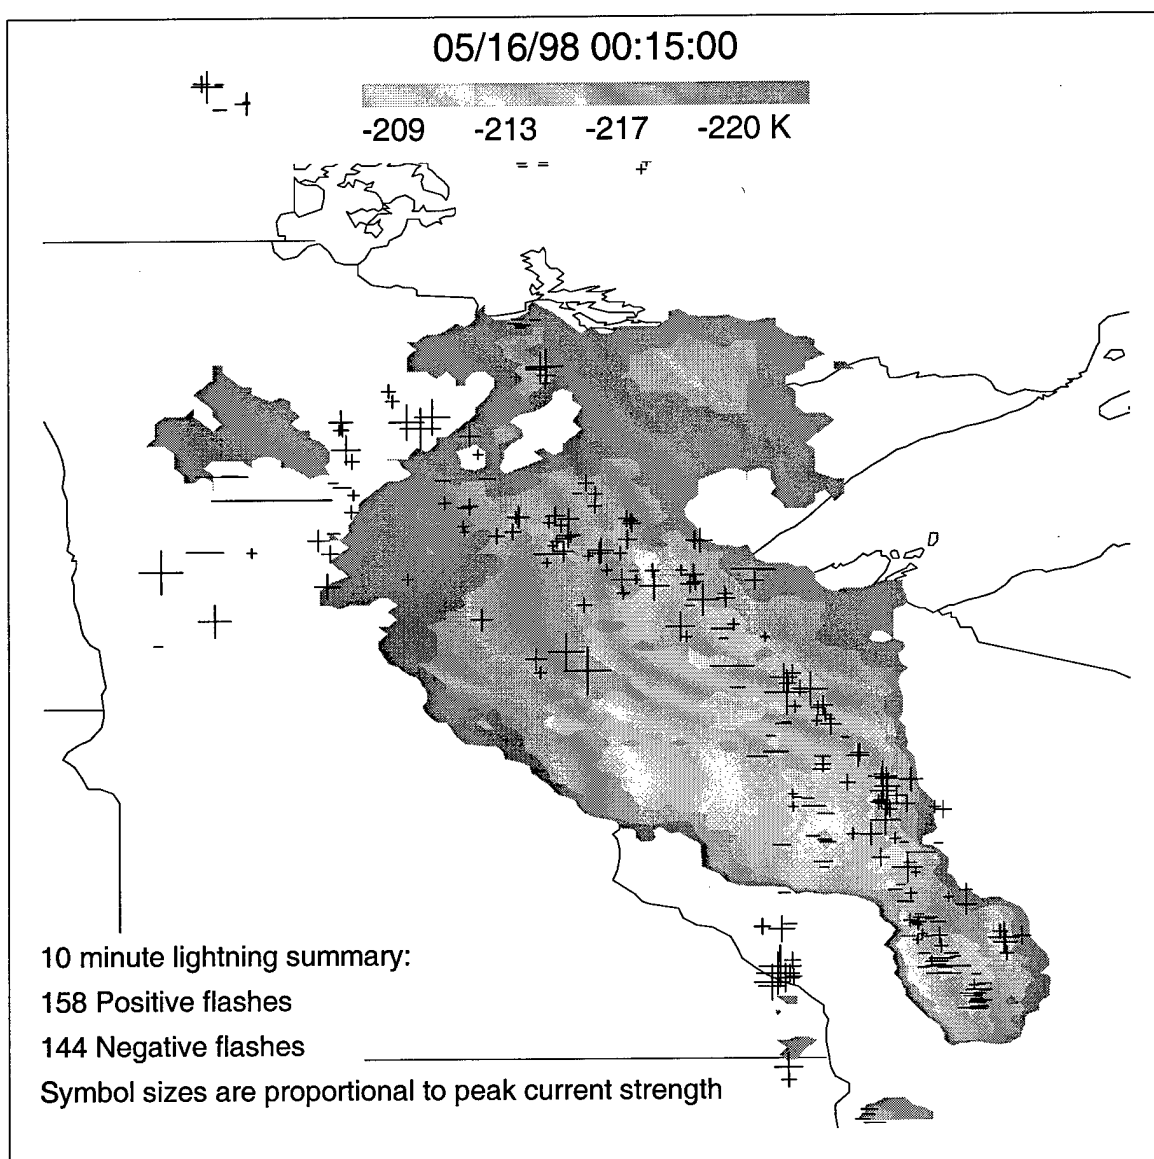 05/16/98 00:15:00
-209 -213 -217 -220 K
10 minute lightning summary:
158 Positive flashes
144 Negative flashes
Symbol sizes are proportional to peak current strength